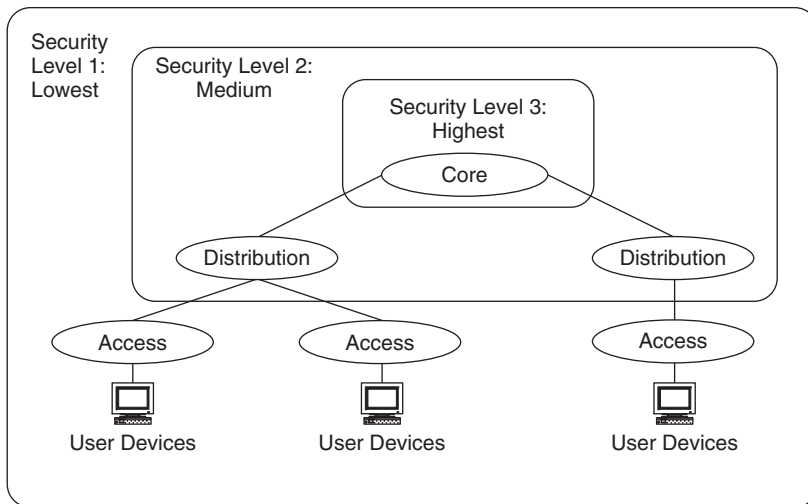 Security
Level 1:
Lowest
Security Level 2:
Medium
Security Level 3:
Highest
Core
Distribution
Distribution
Access
Access
Access
User Devices
User Devices
User Devices